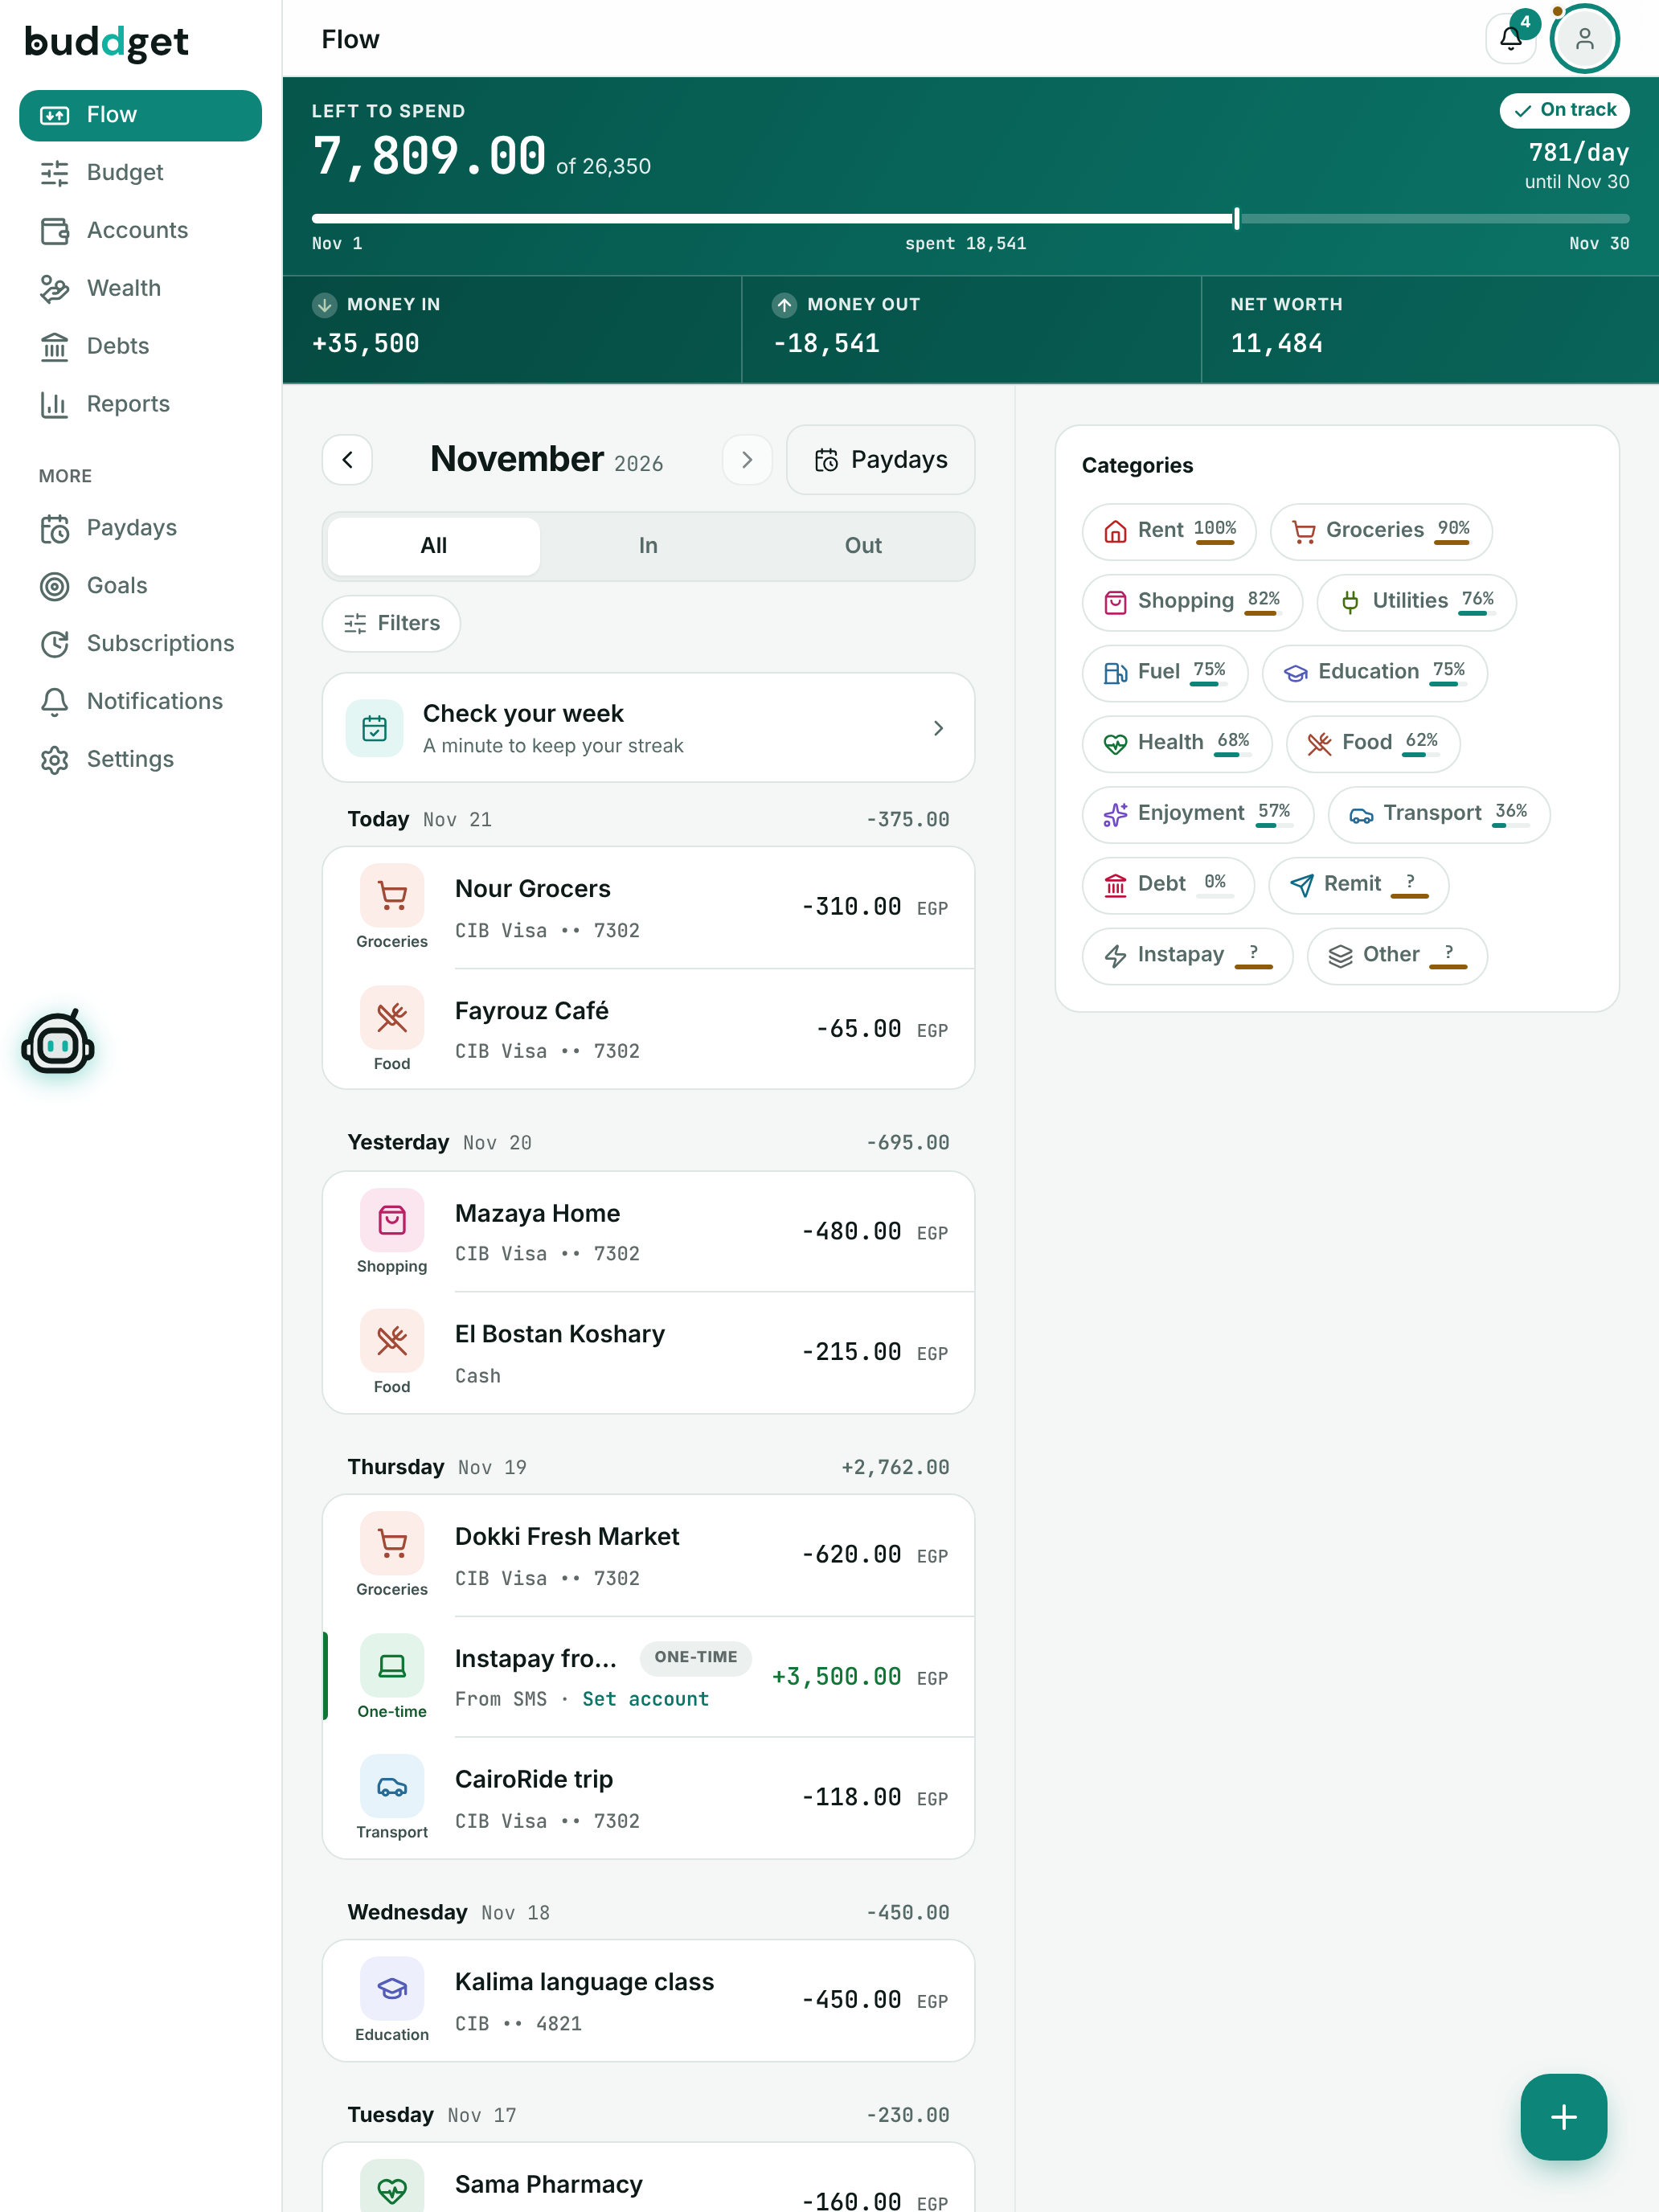 buddget
Flow
Budget
Accounts
Wealth
Debts
Reports
MORE
Paydays
Goals
Subscriptions
Notifications
Settings
Flow
4
LEFT TO SPEND
7,809.00 of 26,350
On track
781/day
until Nov 30
Nov 1 spent 18,541 Nov 30
MONEY IN
+35,500
MONEY OUT
-18,541
NET WORTH
11,484
November 2026
Paydays
All In Out
Filters
Check your week
A minute to keep your streak
Today Nov 21 -375.00
Groceries
Nour Grocers
CIB Visa •• 7302
-310.00 EGP
Food
Fayrouz Café
CIB Visa •• 7302
-65.00 EGP
Yesterday Nov 20 -695.00
Shopping
Mazaya Home
CIB Visa •• 7302
-480.00 EGP
Food
El Bostan Koshary
Cash
-215.00 EGP
Thursday Nov 19 +2,762.00
Groceries
Dokki Fresh Market
CIB Visa •• 7302
-620.00 EGP
One-time
Instapay fro... ONE-TIME
From SMS · Set account
+3,500.00 EGP
Transport
CairoRide trip
CIB Visa •• 7302
-118.00 EGP
Wednesday Nov 18 -450.00
Education
Kalima language class
CIB •• 4821
-450.00 EGP
Tuesday Nov 17 -230.00
Sama Pharmacy
-160.00 EGP
Categories
Rent 100% Groceries 90%
Shopping 82% Utilities 76%
Fuel 75% Education 75%
Health 68% Food 62%
Enjoyment 57% Transport 36%
Debt 0% Remit ?
Instapay ? Other ?